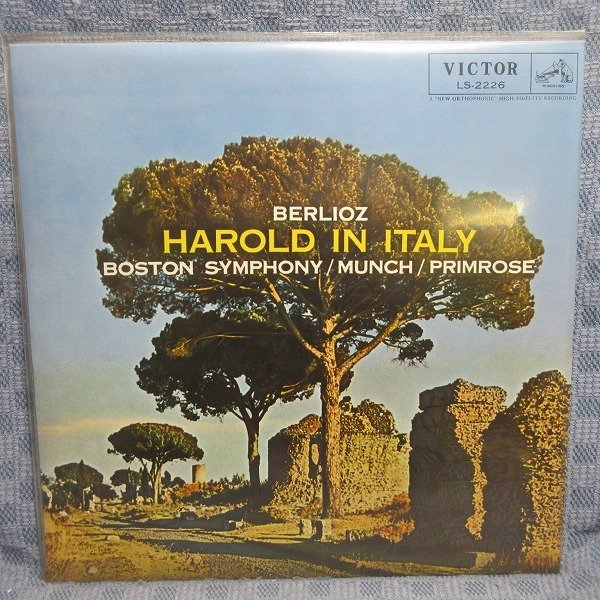 VICTOR
LS-2226
A "NEW ORTHOPHONIC" HIGH FIDELITY RECORDING
BERLIOZ
HAROLD IN ITALY
BOSTON SYMPHONY/MUNCH/PRIMROSE